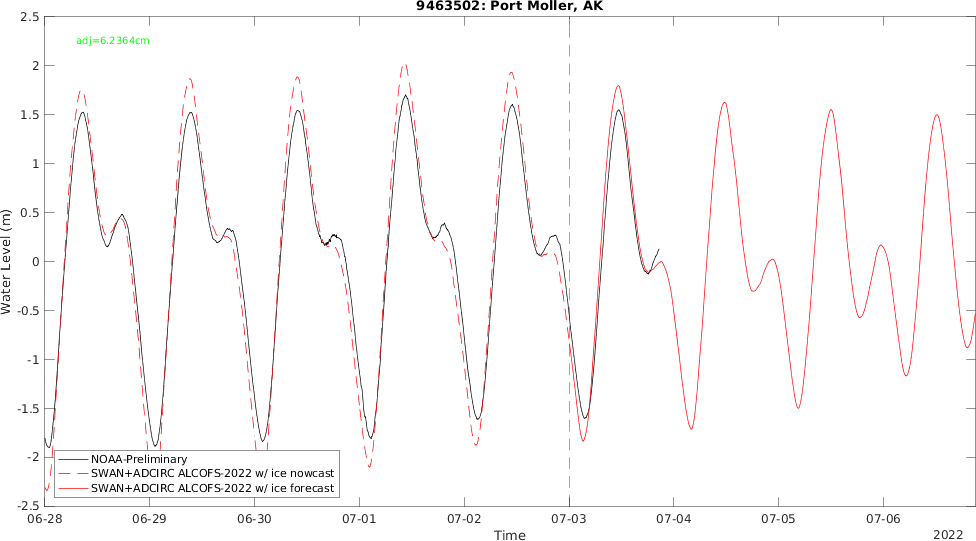 9463502: Port Moller, AK
adj=6.2364cm
2.5
2
1.5
1
0.5
0
-0.5
-1
-1.5
-2
-2.5
Water Level (m)
NOAA-Preliminary
SWAN+ADCIRC ALCOFS-2022 w/ ice nowcast
SWAN+ADCIRC ALCOFS-2022 w/ ice forecast
06-28 06-29 06-30 07-01 07-02 07-03 07-04 07-05 07-06
Time
2022